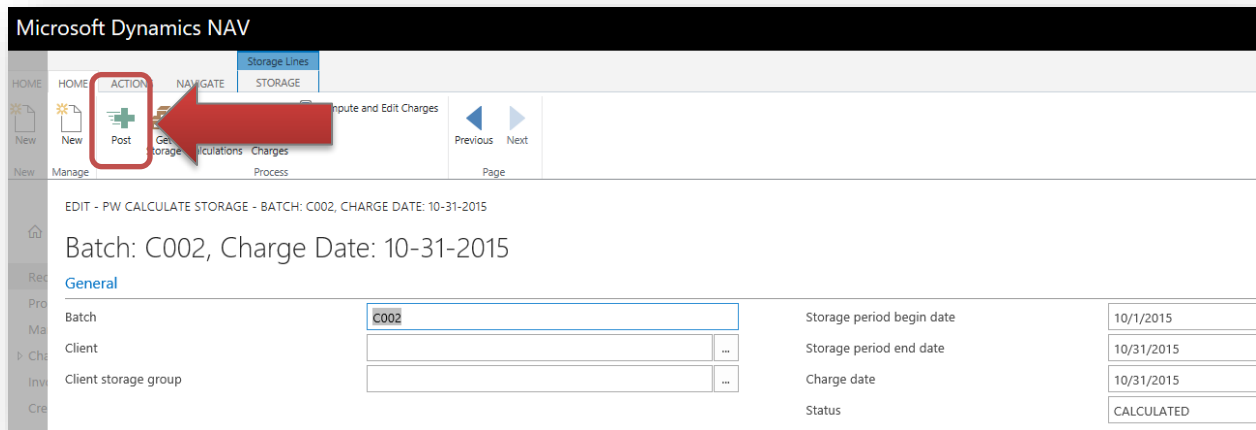 Microsoft Dynamics NAV
Storage Lines
HOME HOME NAVIGATE STORAGE
pute and Edit Charges
New New Post Previous Next
Storage Charges
New Manage Process Page
EDIT - PW CALCULATE STORAGE - BATCH: C002, CHARGE DATE: 10-31-2015
Batch: C002, Charge Date: 10-31-2015
General
Batch C002 Storage period begin date 10/1/2015
Client ... Storage period end date 10/31/2015
Client storage group ... Charge date 10/31/2015
Status CALCULATED